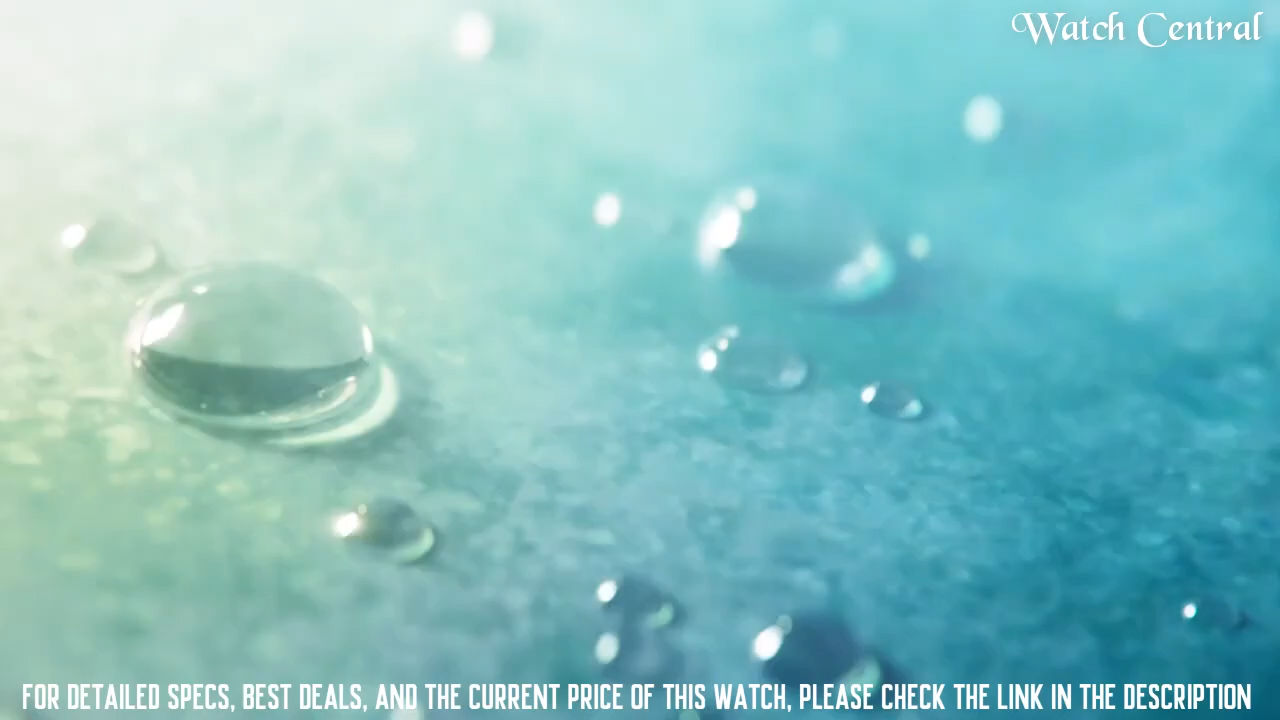 Watch Central
FOR DETAILED SPECS, BEST DEALS, AND THE CURRENT PRICE OF THIS WATCH, PLEASE CHECK THE LINK IN THE DESCRIPTION